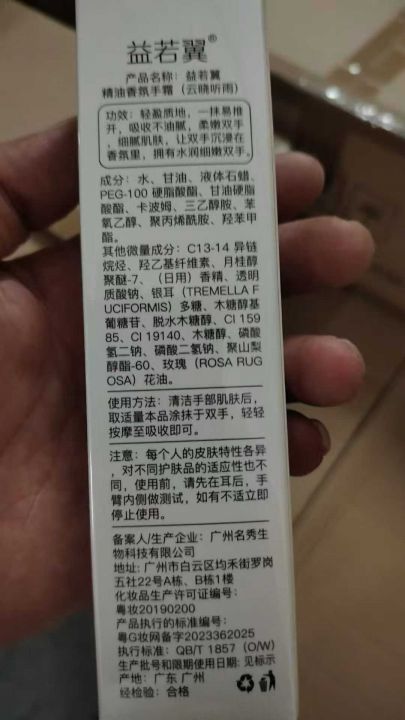 益若翼®
产品名称：益若翼
精油香氛手霜（云晓听雨）
功效：轻盈质地，一抹易推
开，吸收不油腻，柔嫩双手
，细腻肌肤，让双手沉浸在
香氛里，拥有水润细嫩双手。
成分：水、甘油、液体石蜡、
PEG-100 硬脂酸酯、甘油硬脂
酸酯、卡波姆、三乙醇胺、苯
氧乙醇、聚丙烯酰胺、羟苯甲
酯。
其他微量成分：C13-14 异链
烷烃、羟乙基纤维素、月桂醇
聚醚-7、（日用）香精、透明
质酸钠、银耳（TREMELLA F
UCIFORMIS）多糖、木糖醇基
葡糖苷、脱水木糖醇、CI 159
85、CI 19140、木糖醇、磷酸
氢二钠、磷酸二氢钠、聚山梨
醇酯-60、玫瑰（ROSA RUG
OSA）花油。
使用方法：清洁手部肌肤后，
取适量本品涂抹于双手，轻轻
按摩至吸收即可。
注意：每个人的皮肤特性各异
，对不同护肤品的适应性也不
同，使用前，请先在耳后，手
臂内侧做测试，如有不适立即
停止使用。
备案人/生产企业：广州名秀生
物科技有限公司
地址：广州市白云区均禾街罗岗
五社22号A栋、B栋1楼
化妆品生产许可证编号：
粤妆20190200
产品执行的标准编号：
粤G妆网备字2023362025
执行标准：QB/T 1857（O/W）
生产批号和限期使用日期：见标示
产地：广东 广州
经检验：合格